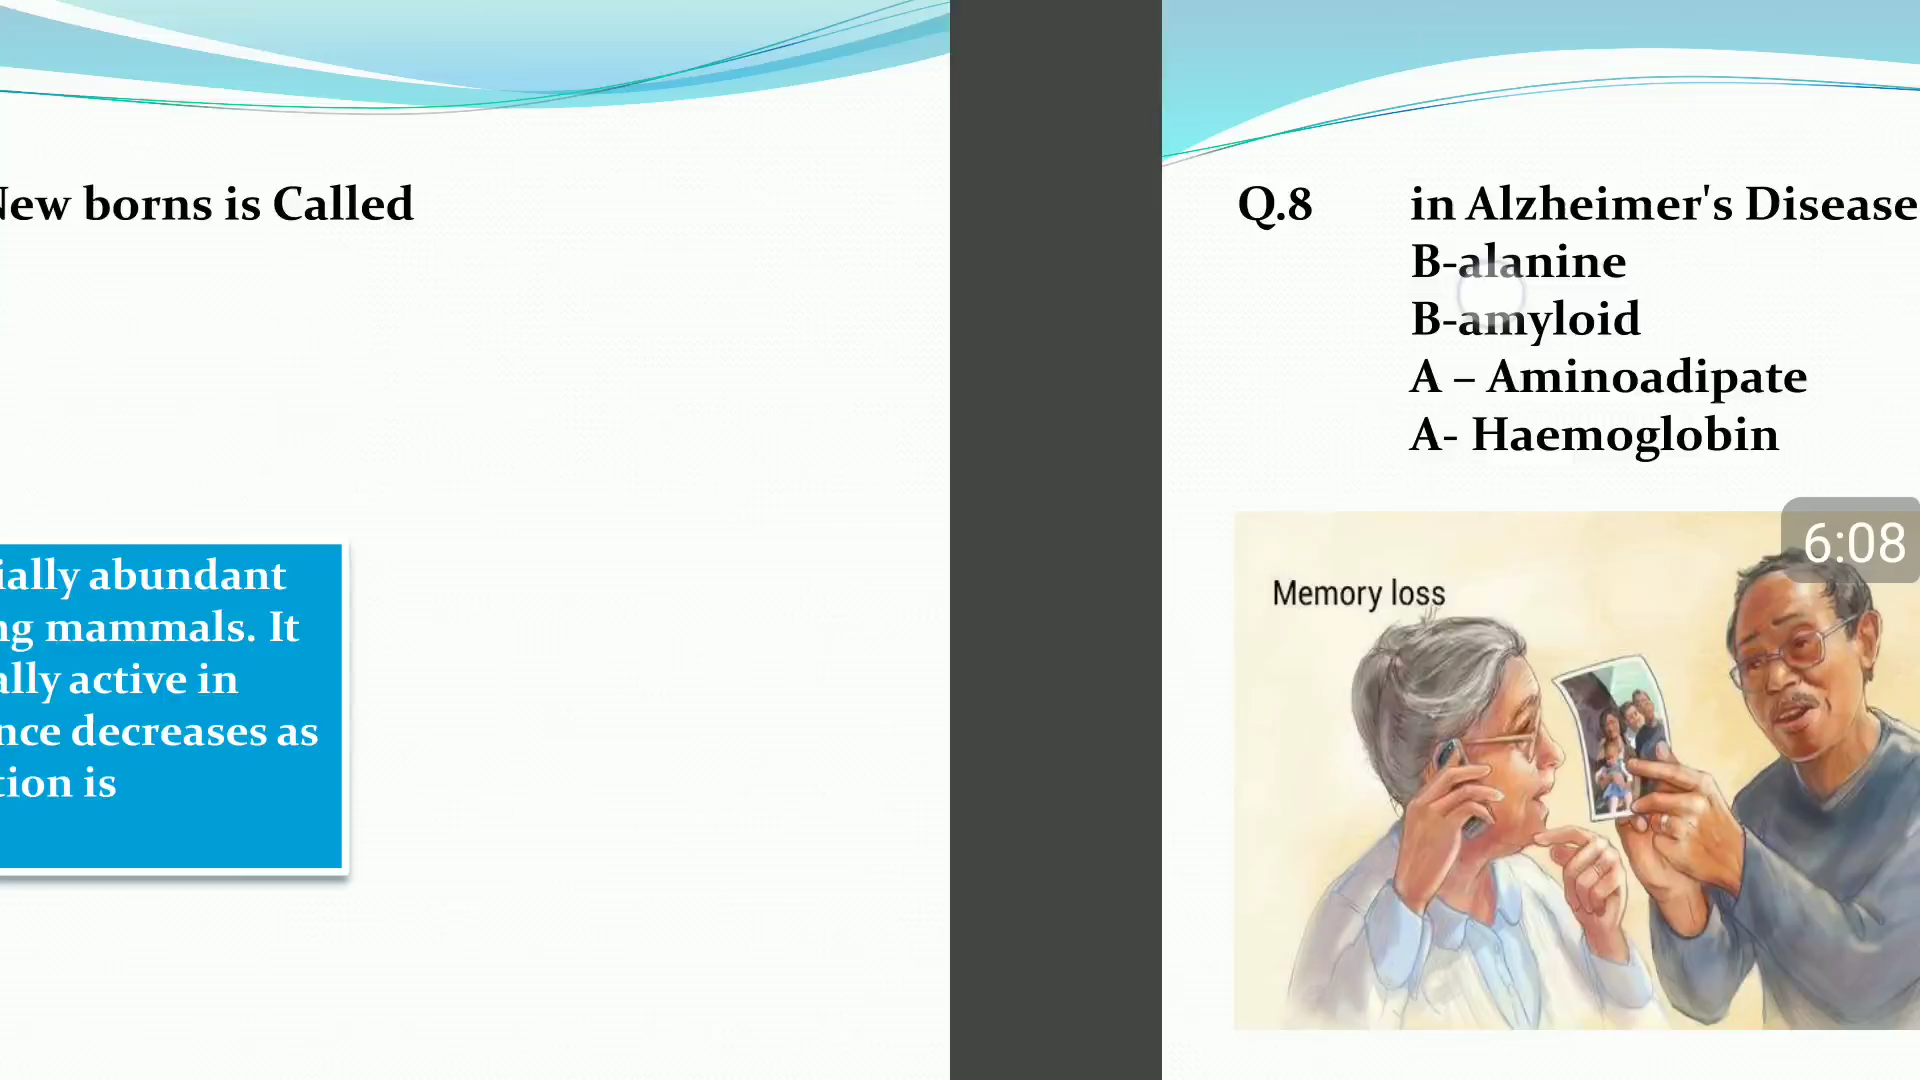 New borns is Called
ially abundant
ng mammals. It
ally active in
nce decreases as
tion is
Q.8 in Alzheimer's Disease
B-alanine
B-amyloid
A – Aminoadipate
A- Haemoglobin
6:08
Memory loss